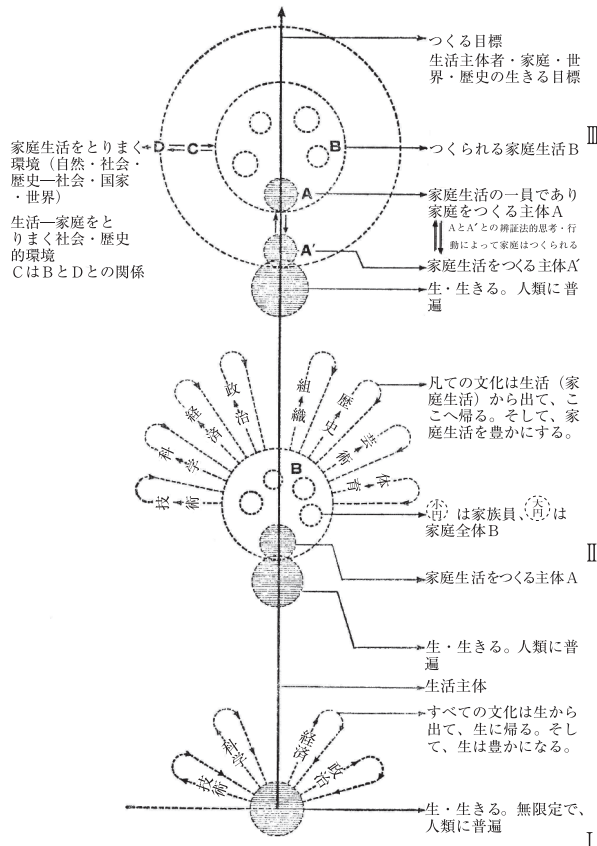 つくる目標
生活主体者・家庭・世
界・歴史の生きる目標
Ⅲ
家庭生活をとりまく
環境（自然・社会・
歴史―社会・国家
・世界）
D
C
B
つくられる家庭生活B
生活―家庭をと
りまく社会・歴史
的環境
CはBとDとの関係
A
家庭生活の一員であり
家庭をつくる主体A
AとA′との辨証法的思考・行
動によって家庭はつくられる
A′
家庭生活をつくる主体A′
生・生きる。人類に普
遍
技術
科学
経済
政治
組織
歴史
芸術
体育
凡ての文化は生活（家
庭生活）から出て、こ
こへ帰る。そして、家
庭生活を豊かにする。
B
小円は家族員、大円は
家庭全体B
Ⅱ
家庭生活をつくる主体A
生・生きる。人類に普
遍
生活主体
技術
科学
経済
政治
すべての文化は生から
出て、生に帰る。そし
て、生は豊かになる。
生・生きる。無限定で、
人類に普遍
Ⅰ